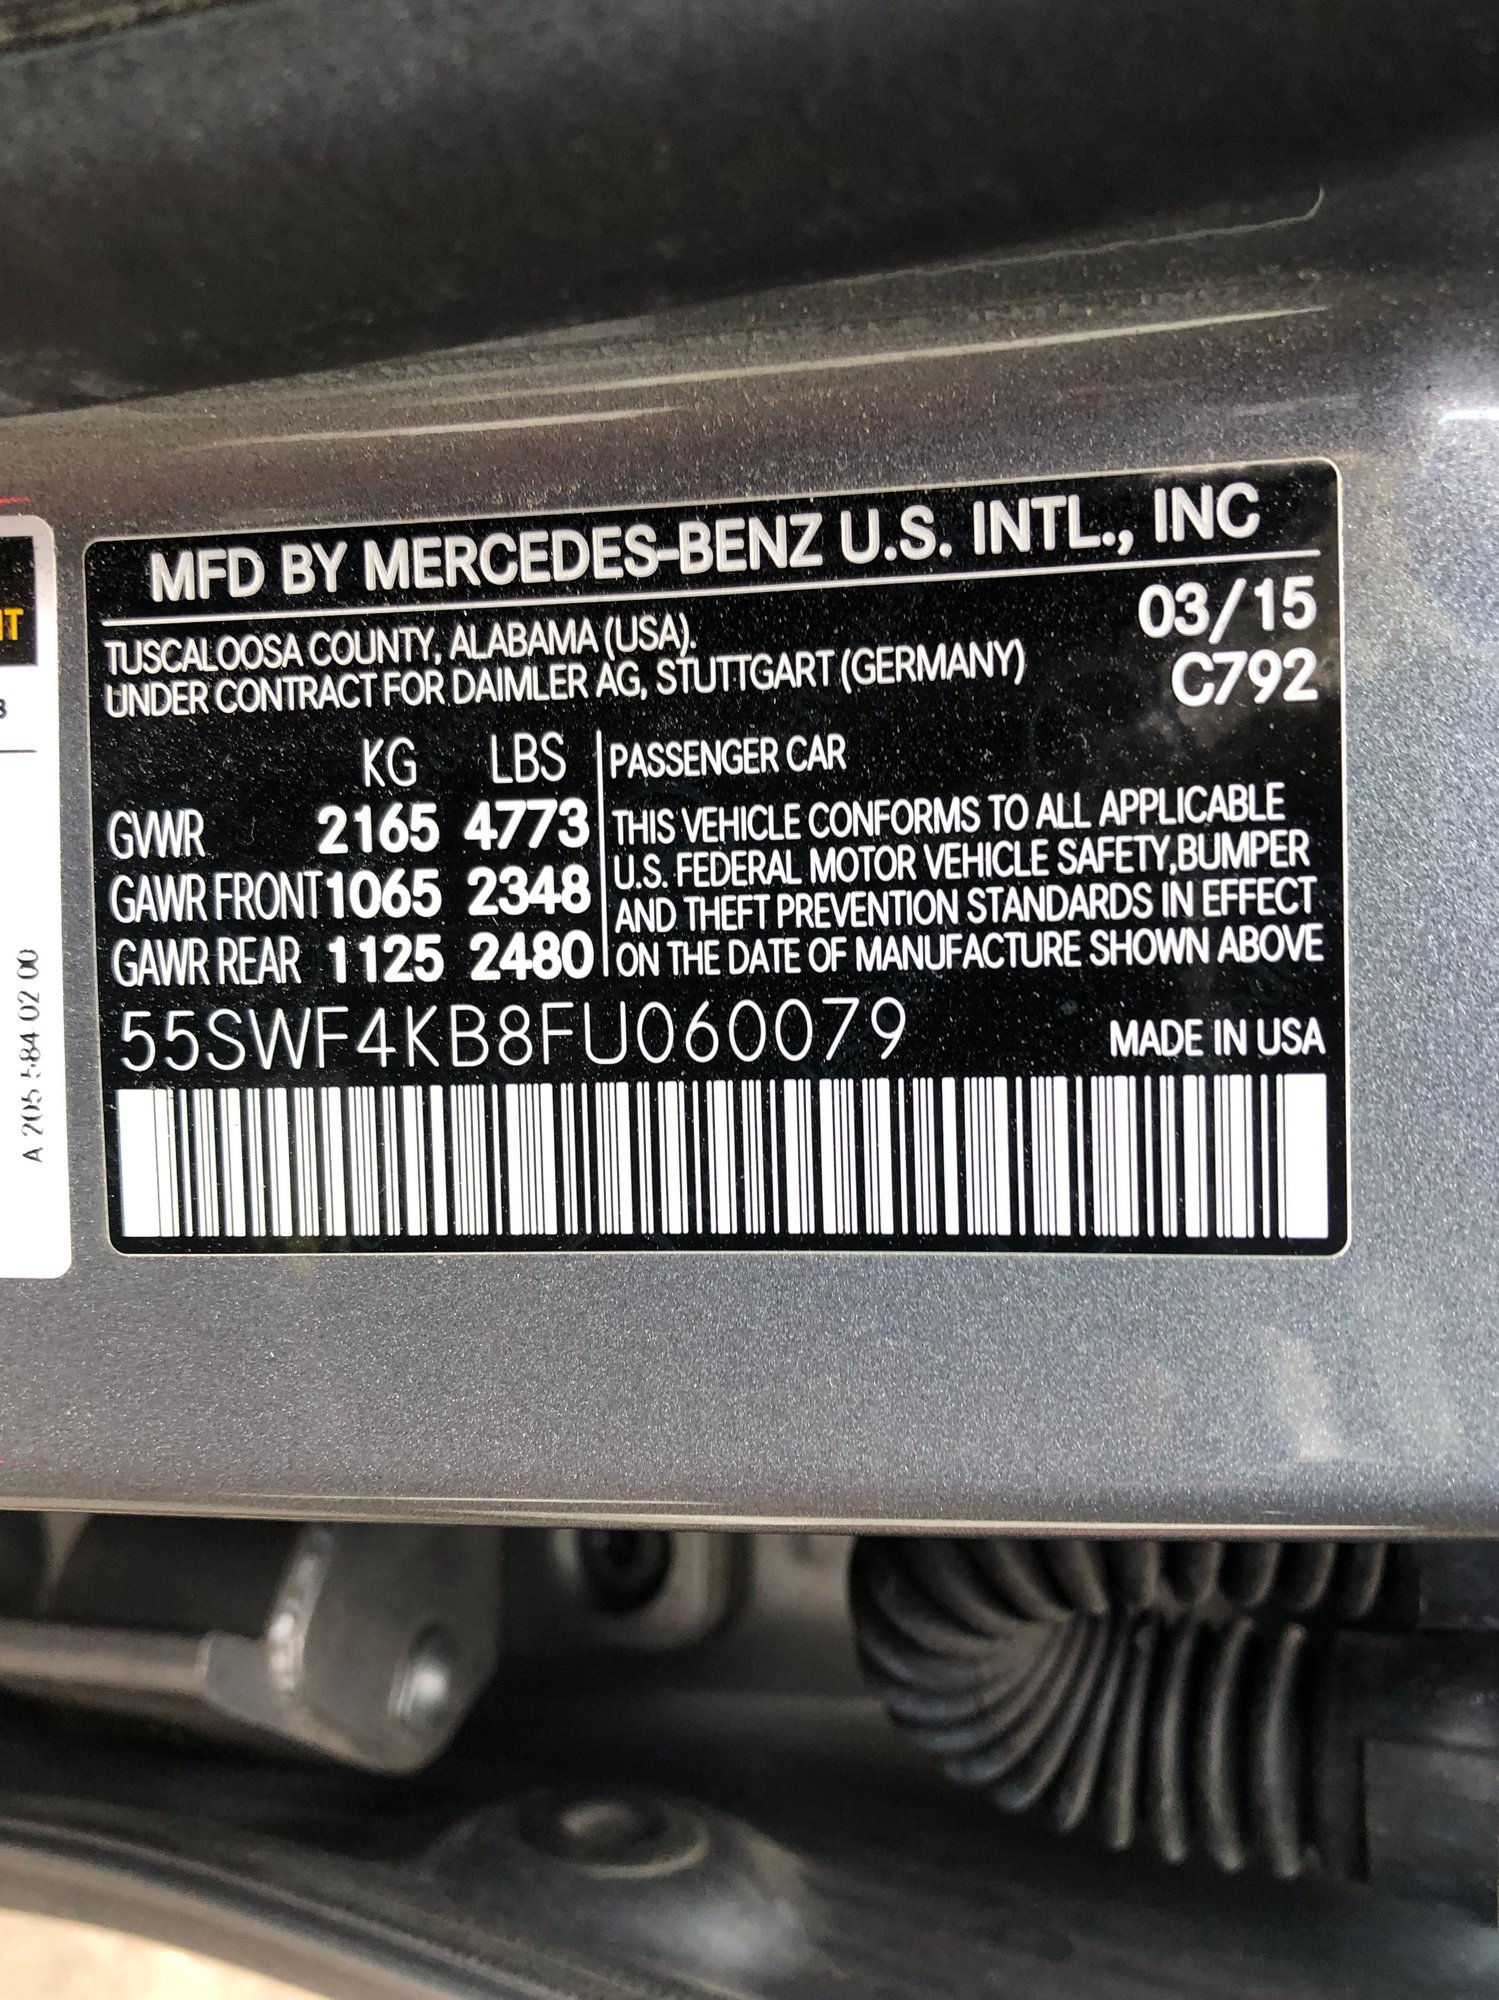 MFD BY MERCEDES-BENZ U.S. INTL., INC
TUSCALOOSA COUNTY, ALABAMA (USA).
UNDER CONTRACT FOR DAIMLER AG, STUTTGART (GERMANY)
03/15
C792
KG LBS
GVWR 2165 4773
GAWR FRONT 1065 2348
GAWR REAR 1125 2480
PASSENGER CAR
THIS VEHICLE CONFORMS TO ALL APPLICABLE
U.S. FEDERAL MOTOR VEHICLE SAFETY,BUMPER
AND THEFT PREVENTION STANDARDS IN EFFECT
ON THE DATE OF MANUFACTURE SHOWN ABOVE
55SWF4KB8FU060079
MADE IN USA
A 205 584 02 00